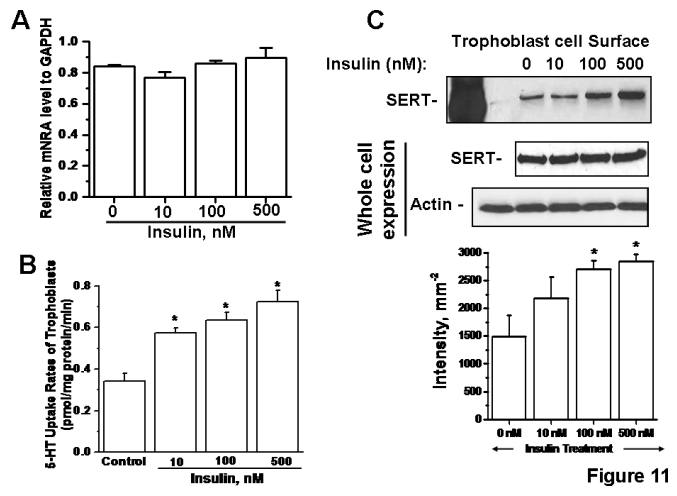 A
Relative mNRA level to GAPDH
1.0
0.8
0.6
0.4
0.2
0.0
0 10 100 500
Insulin, nM
B
5-HT Uptake Rates of Trophoblasts
(pmol/mg protein/min)
0.8
0.6
0.4
0.2
0.0
* * *
Control 10 100 500
Insulin, nM
C
Trophoblast cell Surface
Insulin (nM): 0 10 100 500
SERT-
Whole cell
expression
SERT-
Actin -
Intensity, mm-2
3000
2500
2000
1500
1000
500
0
* *
0 nM 10 nM 100 nM 500 nM
Insulin Treatment
Figure 11